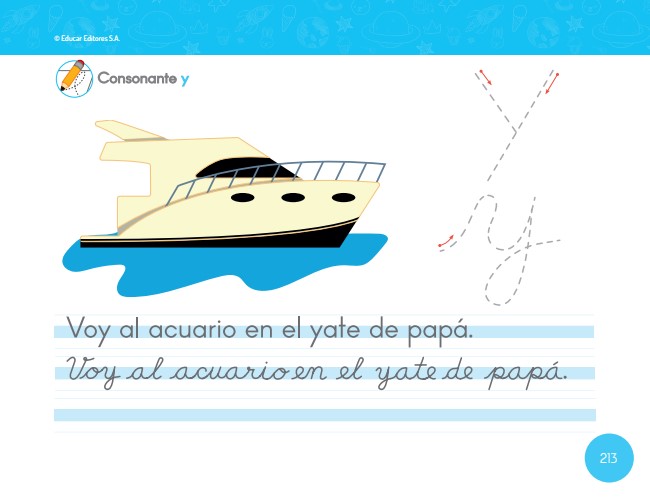 © Educar Editores S.A.
Consonante y
y
y
Voy al acuario en el yate de papá.
Voy al acuario en el yate de papá.
213